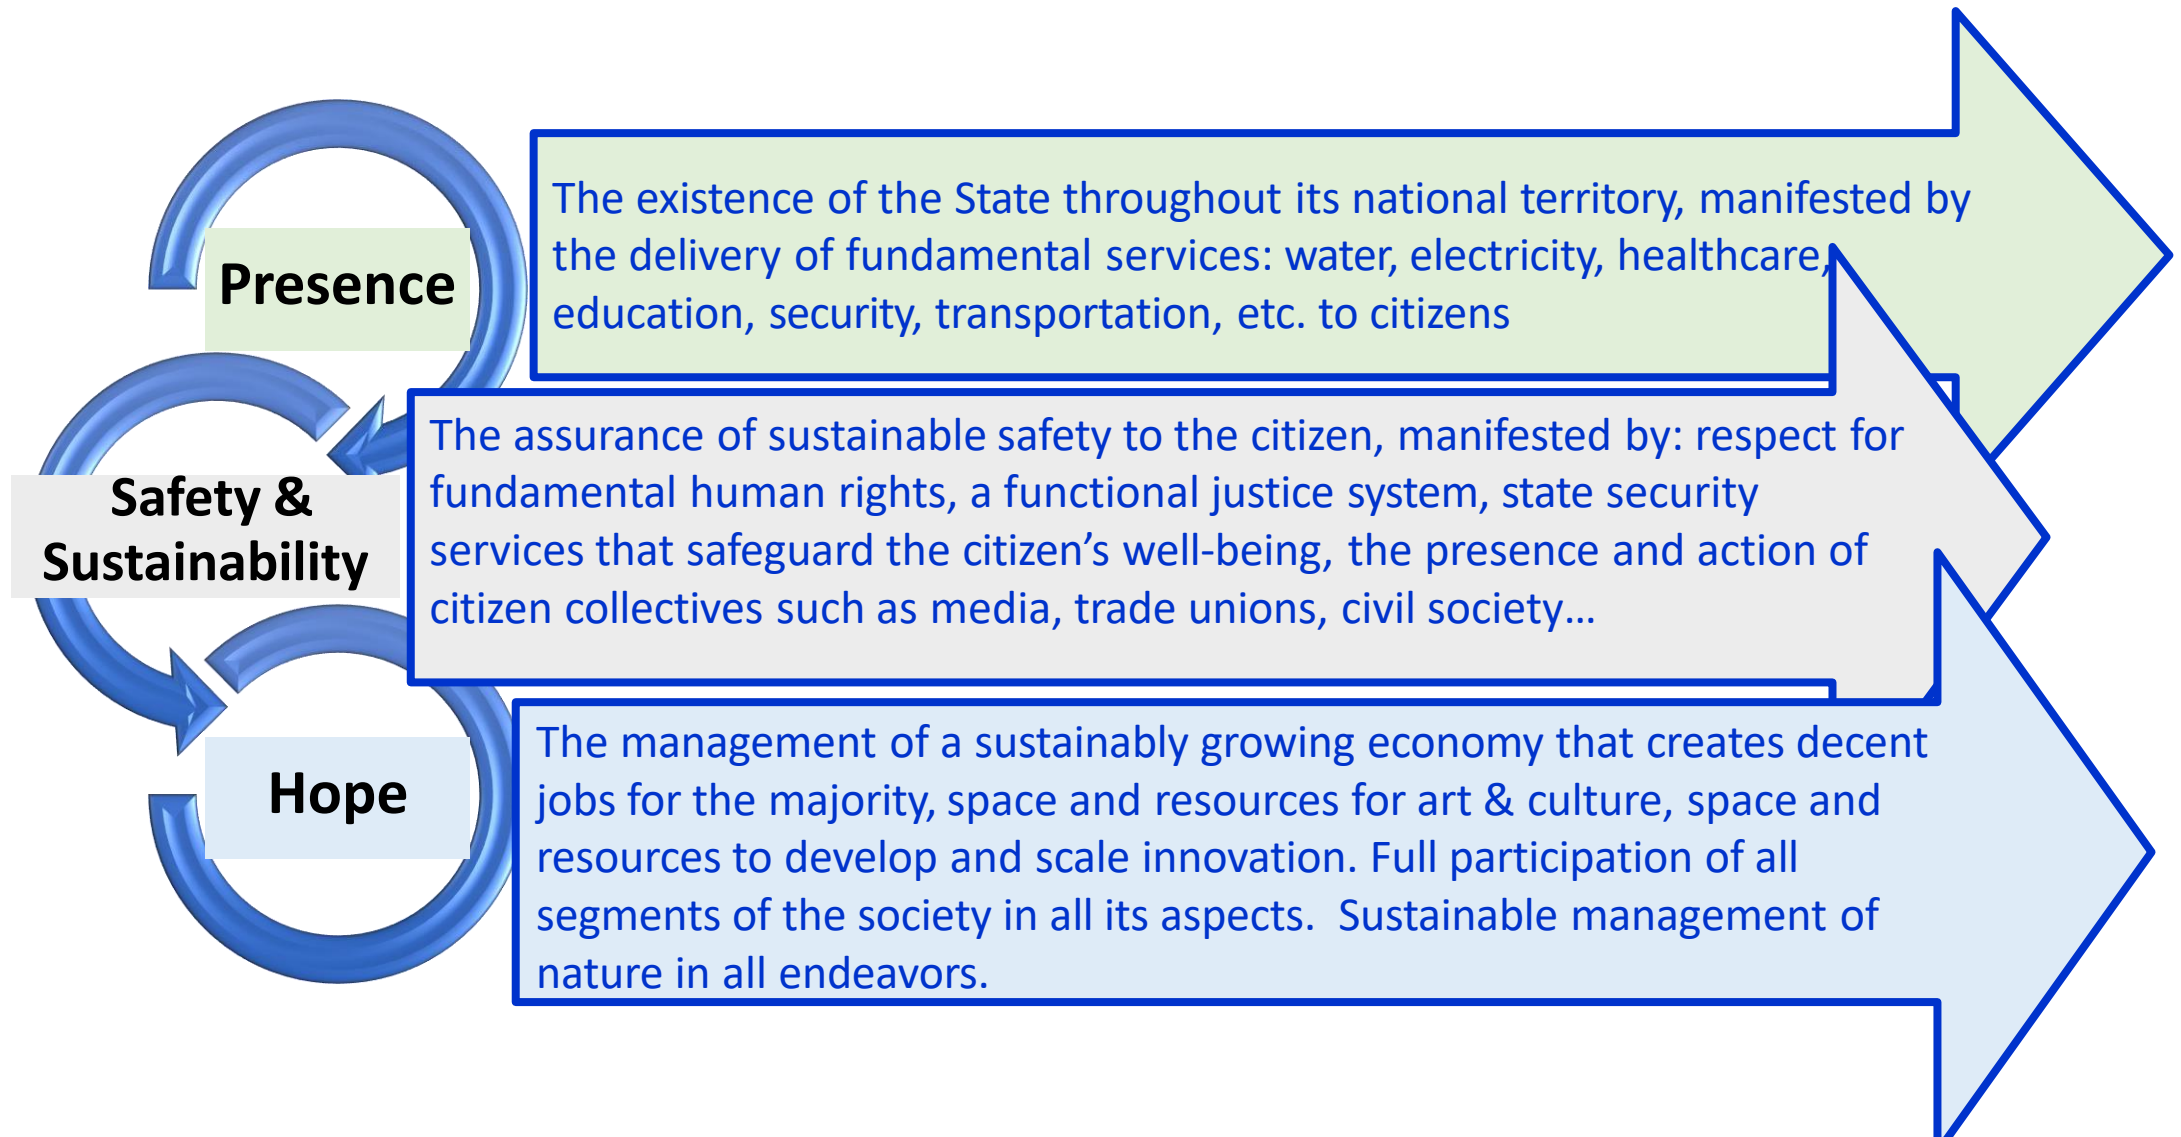 Presence
The existence of the State throughout its national territory, manifested by
the delivery of fundamental services: water, electricity, healthcare,
education, security, transportation, etc. to citizens
Safety &
Sustainability
The assurance of sustainable safety to the citizen, manifested by: respect for
fundamental human rights, a functional justice system, state security
services that safeguard the citizen’s well-being, the presence and action of
citizen collectives such as media, trade unions, civil society…
Hope
The management of a sustainably growing economy that creates decent
jobs for the majority, space and resources for art & culture, space and
resources to develop and scale innovation. Full participation of all
segments of the society in all its aspects.  Sustainable management of
nature in all endeavors.